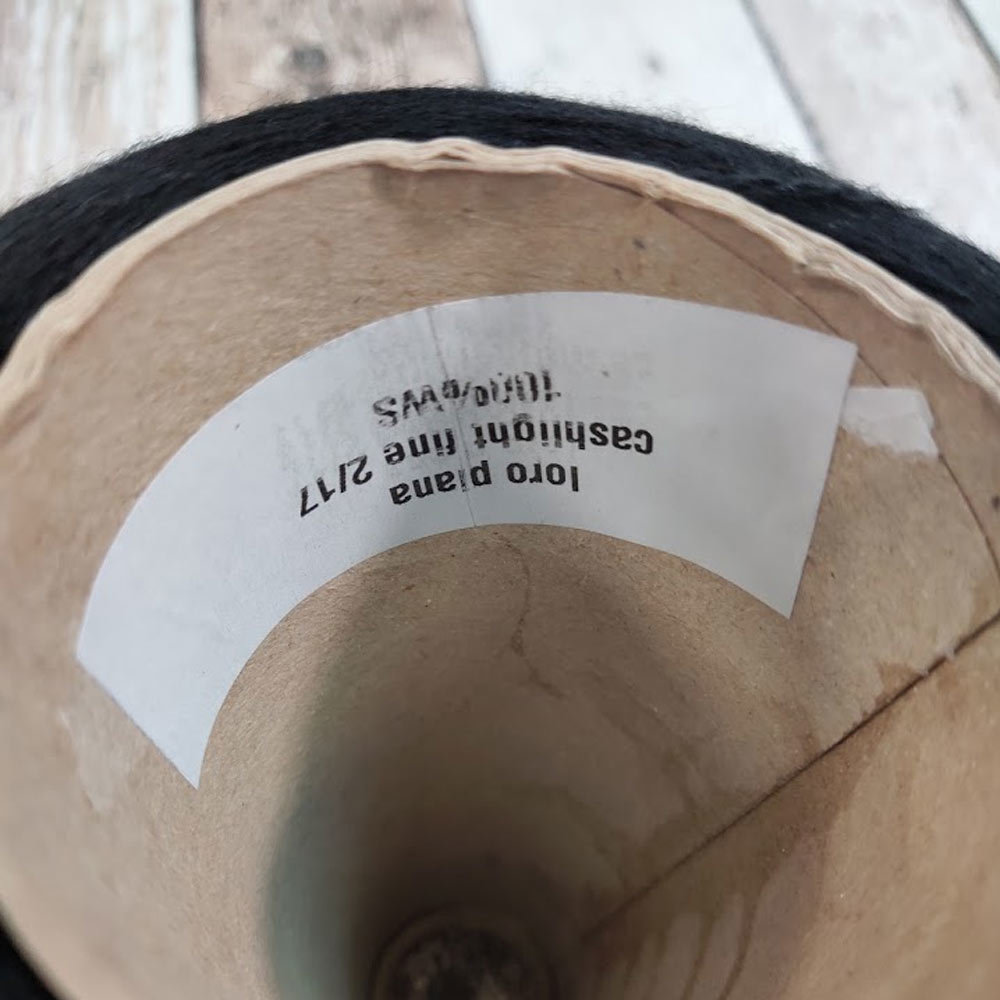 loro piana
cashlight fine 2/17
100%WS